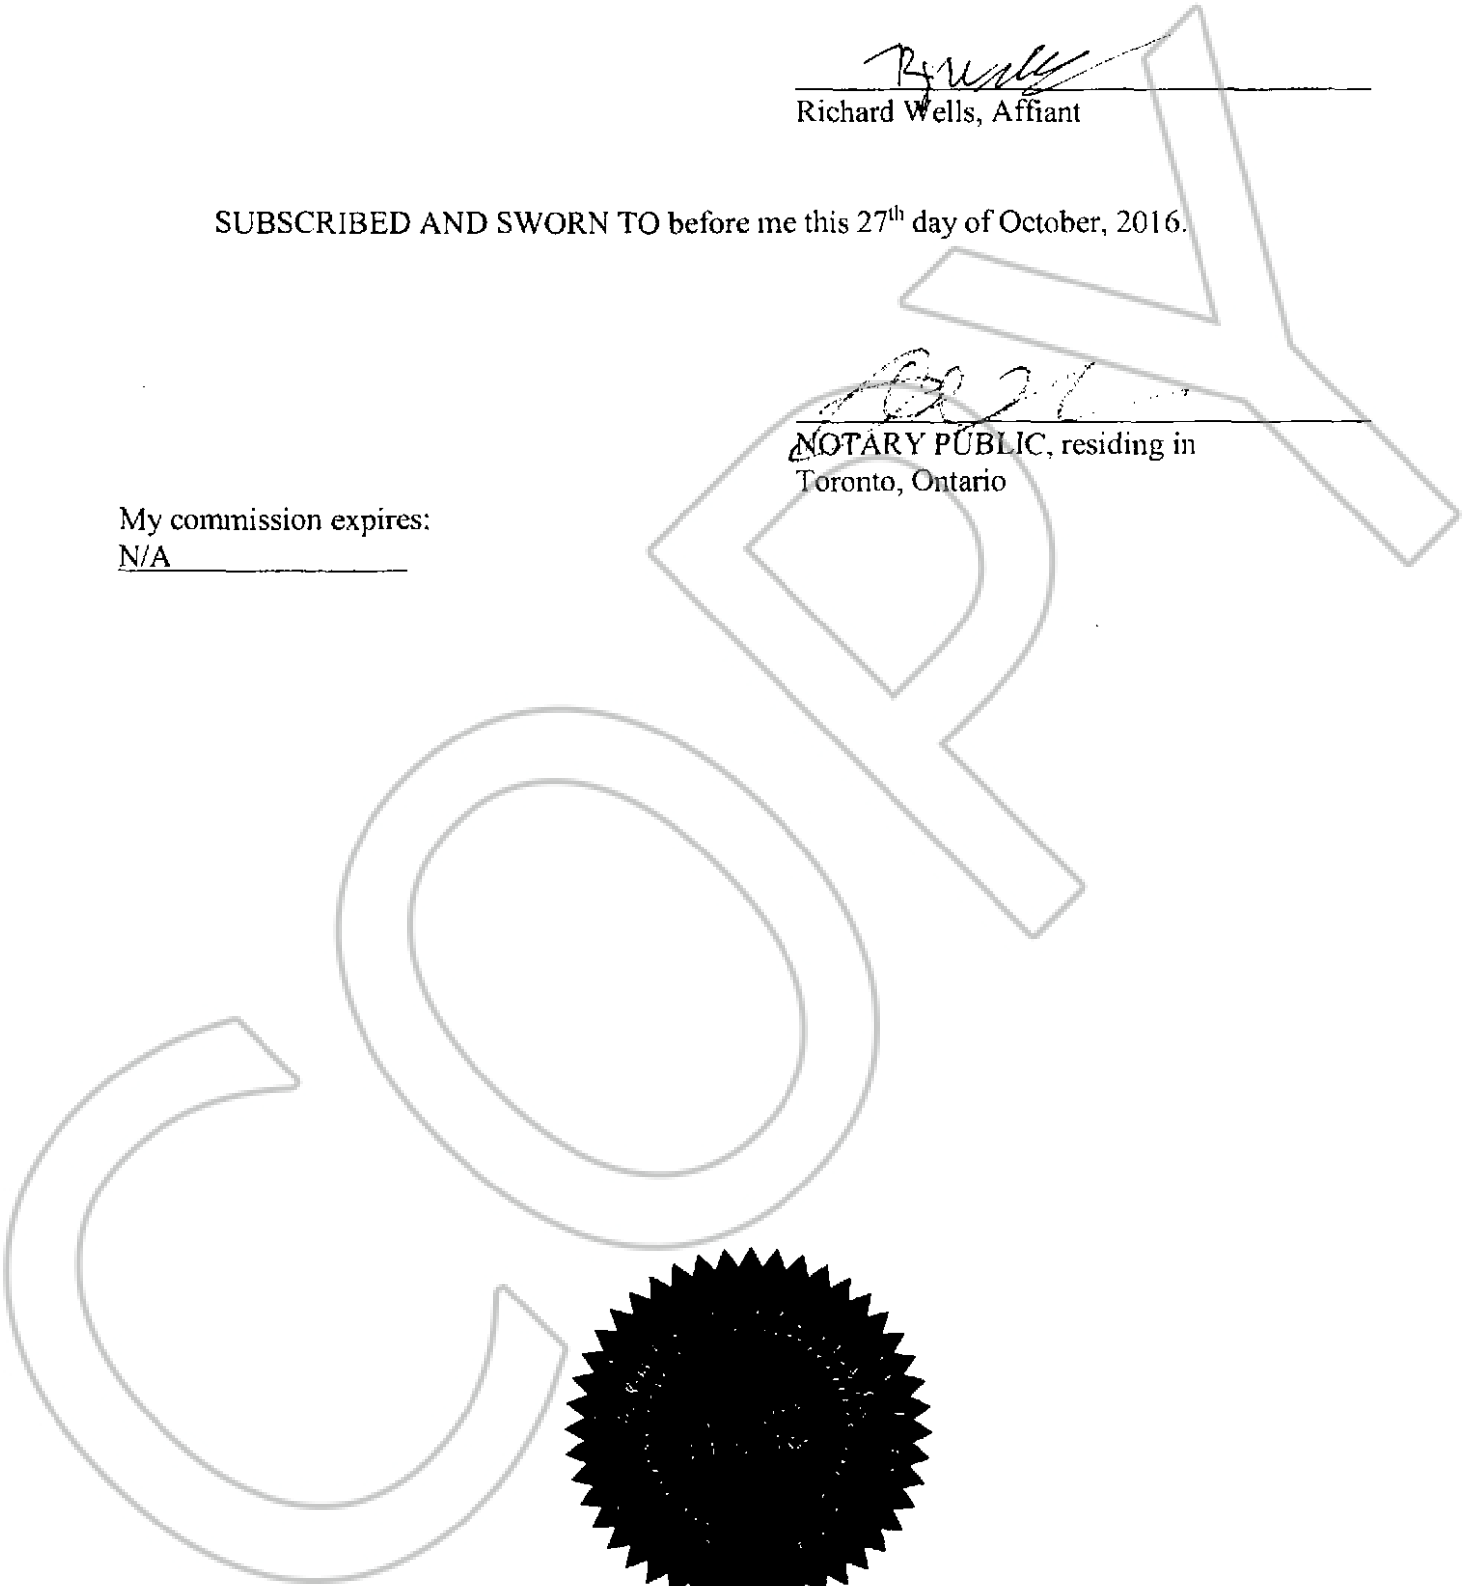 Richard Wells, Affiant
SUBSCRIBED AND SWORN TO before me this 27th day of October, 2016.
NOTARY PUBLIC, residing in
Toronto, Ontario
My commission expires:
N/A
COPY